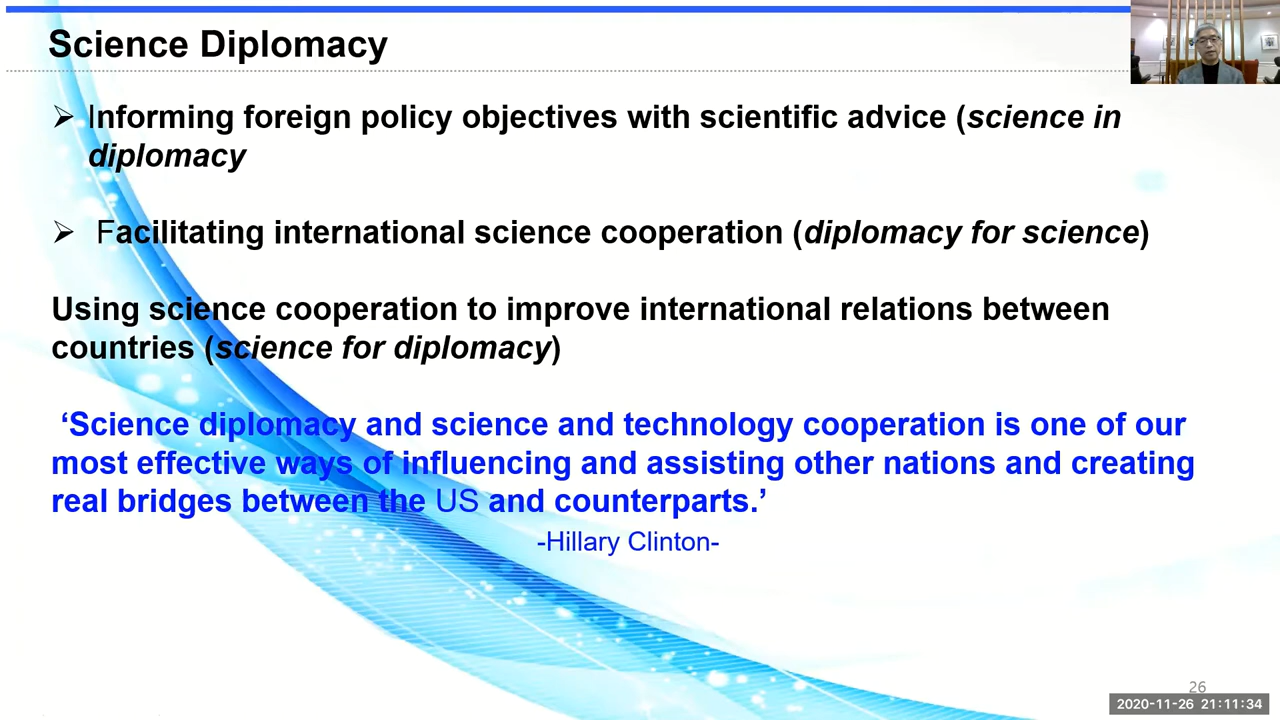 Science Diplomacy
➢ Informing foreign policy objectives with scientific advice (science in
diplomacy
➢ Facilitating international science cooperation (diplomacy for science)
Using science cooperation to improve international relations between
countries (science for diplomacy)
‘Science diplomacy and science and technology cooperation is one of our
most effective ways of influencing and assisting other nations and creating
real bridges between the US and counterparts.’
-Hillary Clinton-
26
2020-11-26 21:11:34